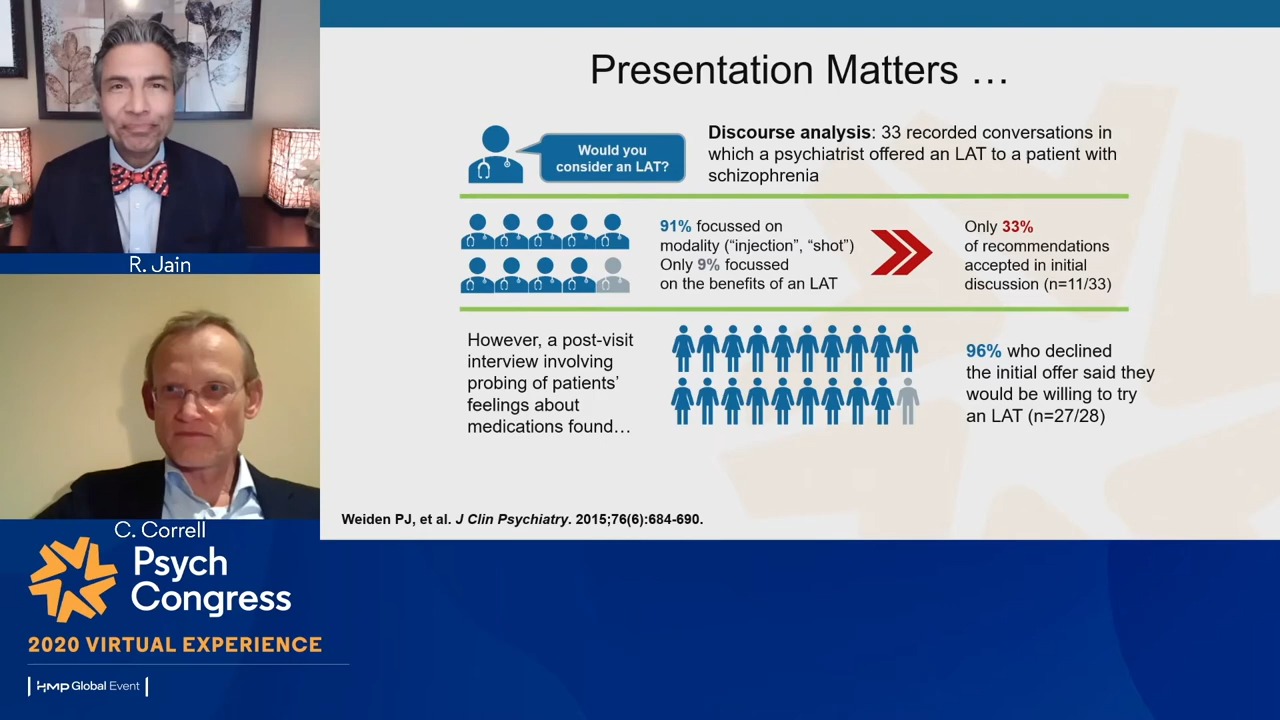 Presentation Matters …
Would you
consider an LAT?
Discourse analysis: 33 recorded conversations in
which a psychiatrist offered an LAT to a patient with
schizophrenia
91% focussed on
modality (“injection”, “shot”)
Only 9% focussed
on the benefits of an LAT
Only 33%
of recommendations
accepted in initial
discussion (n=11/33)
However, a post-visit
interview involving
probing of patients’
feelings about
medications found…
96% who declined
the initial offer said they
would be willing to try
an LAT (n=27/28)
Weiden PJ, et al. J Clin Psychiatry. 2015;76(6):684-690.
R. Jain
C. Correll
Psych
Congress
2020 VIRTUAL EXPERIENCE
HMP Global Event